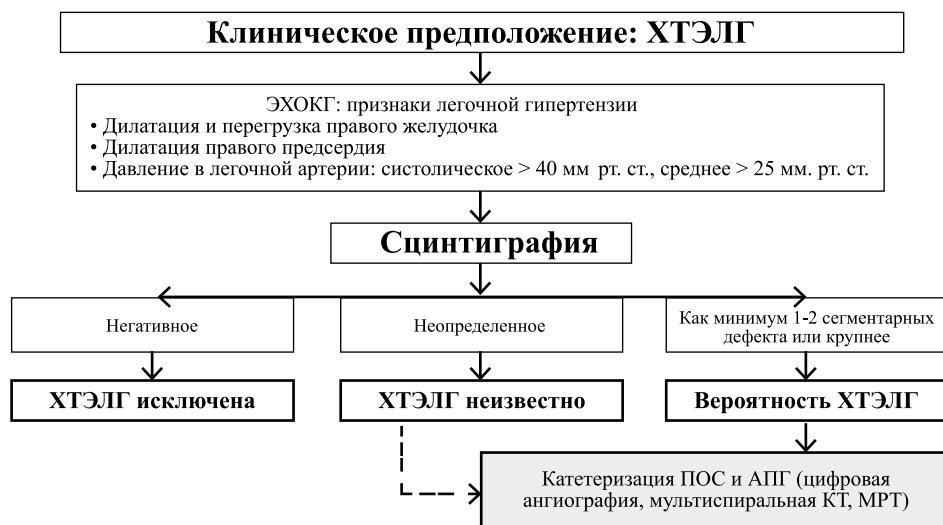 Клиническое предположение: ХТЭЛГ
ЭХОКГ: признаки легочной гипертензии
• Дилатация и перегрузка правого желудочка
• Дилатация правого предсердия
• Давление в легочной артерии: систолическое > 40 мм рт. ст., среднее > 25 мм. рт. ст.
Сцинтиграфия
Негативное
Неопределенное
Как минимум 1-2 сегментарных
дефекта или крупнее
ХТЭЛГ исключена
ХТЭЛГ неизвестно
Вероятность ХТЭЛГ
Катетеризация ПОС и АПГ (цифровая
ангиография, мультиспиральная КТ, МРТ)